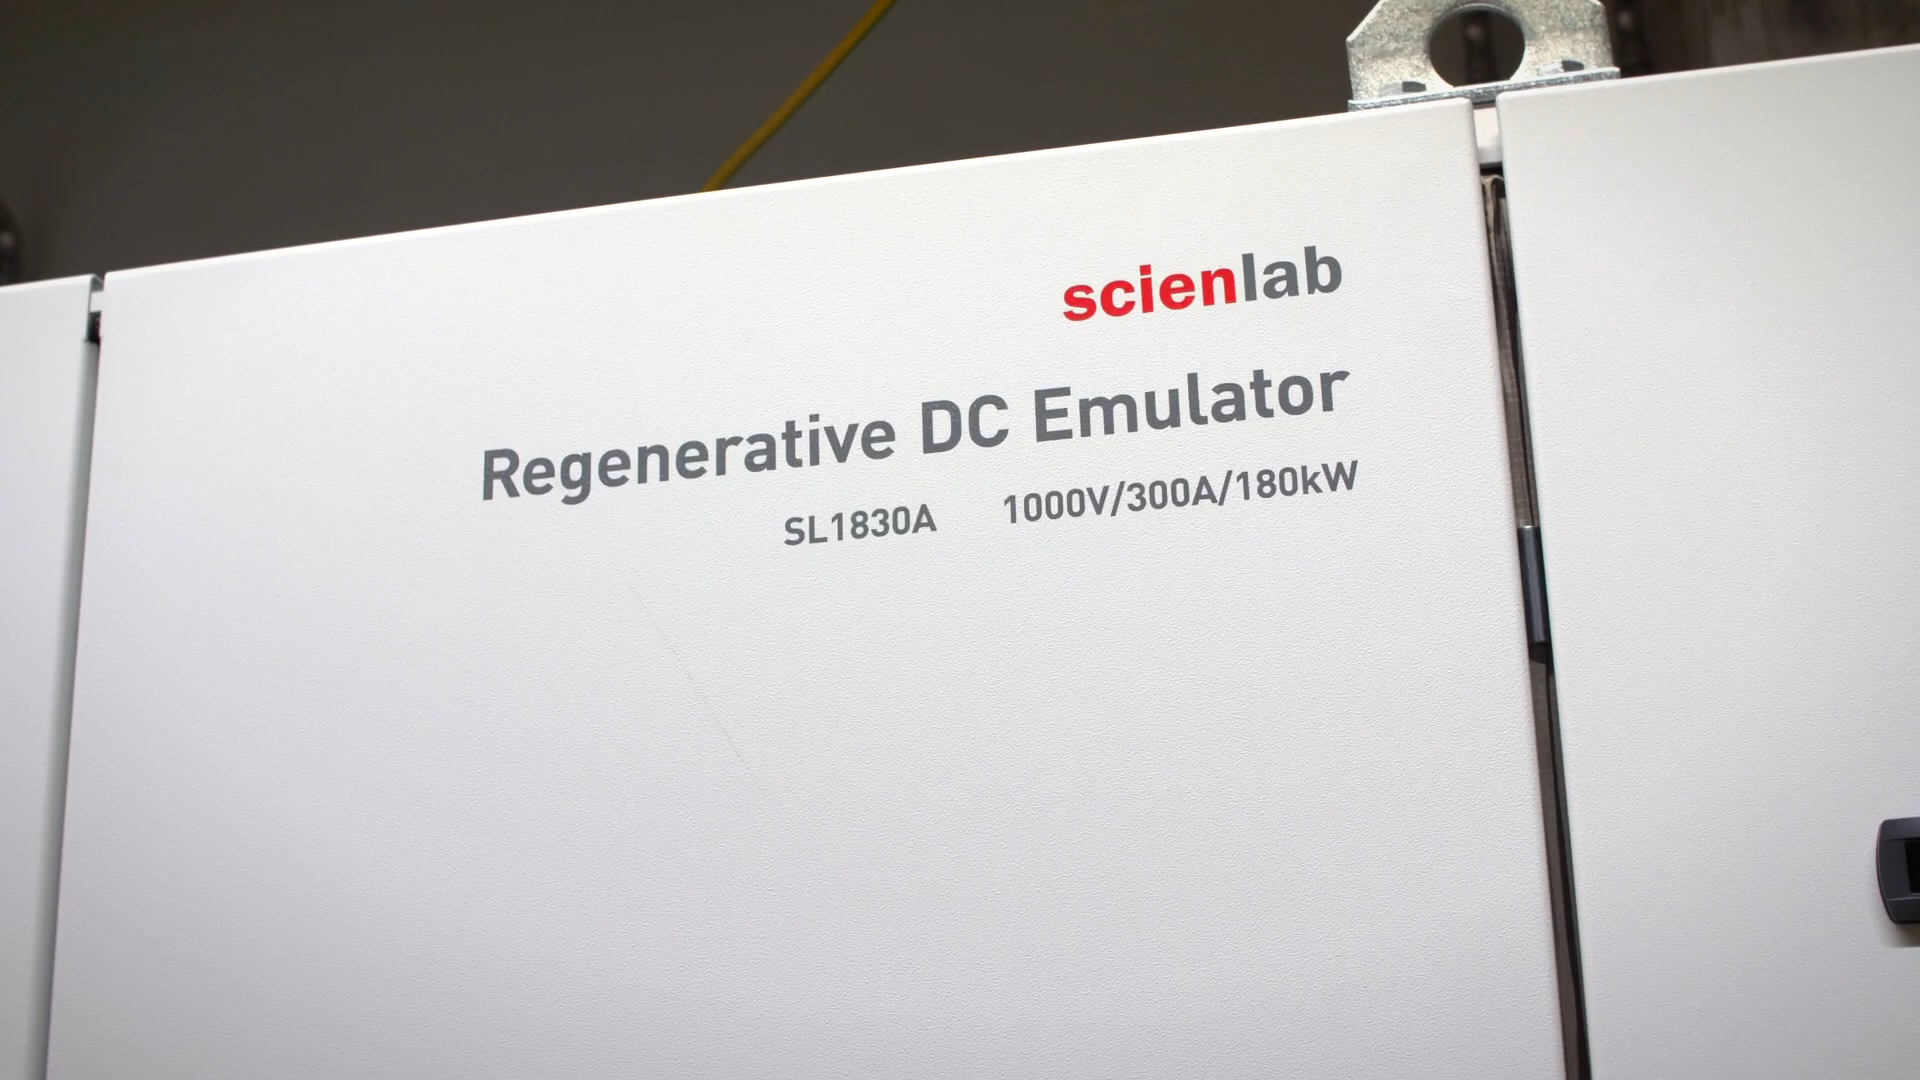 scienlab
Regenerative DC Emulator
SL1830A 1000V/300A/180kW